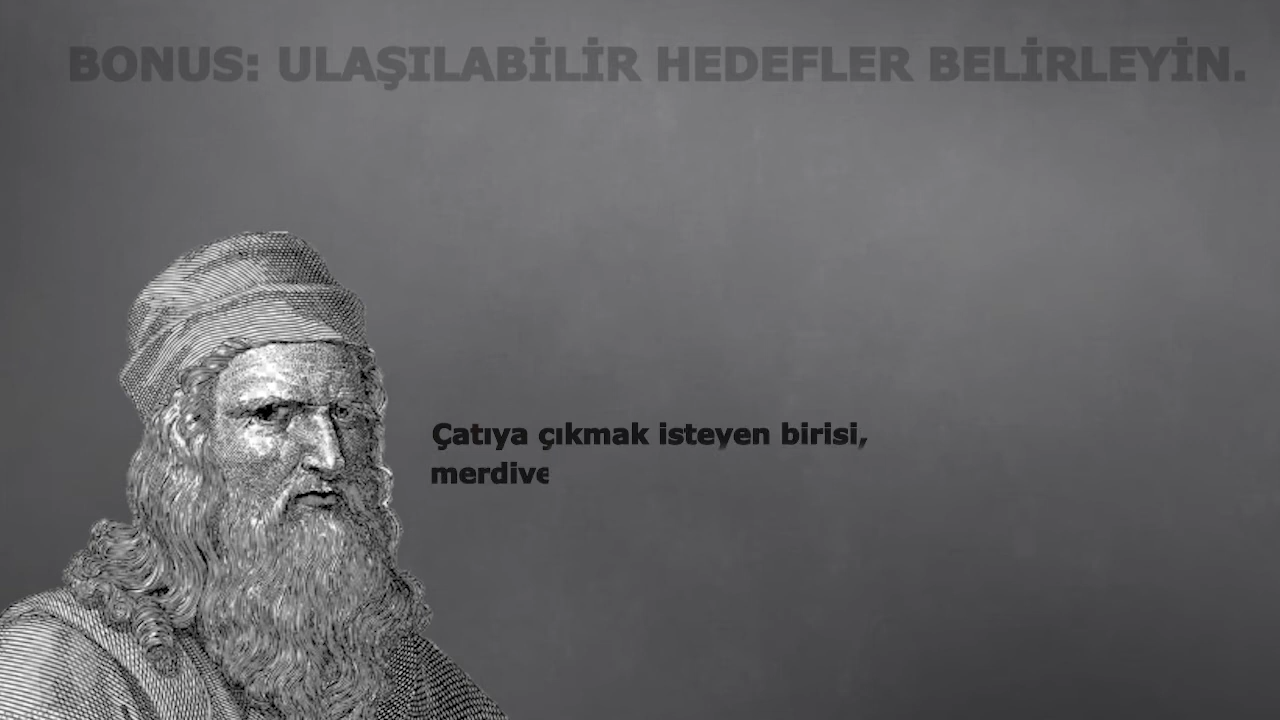 BONUS: ULAŞILABİLİR HEDEFLER BELİRLEYİN.
Çatıya çıkmak isteyen birisi,
merdive